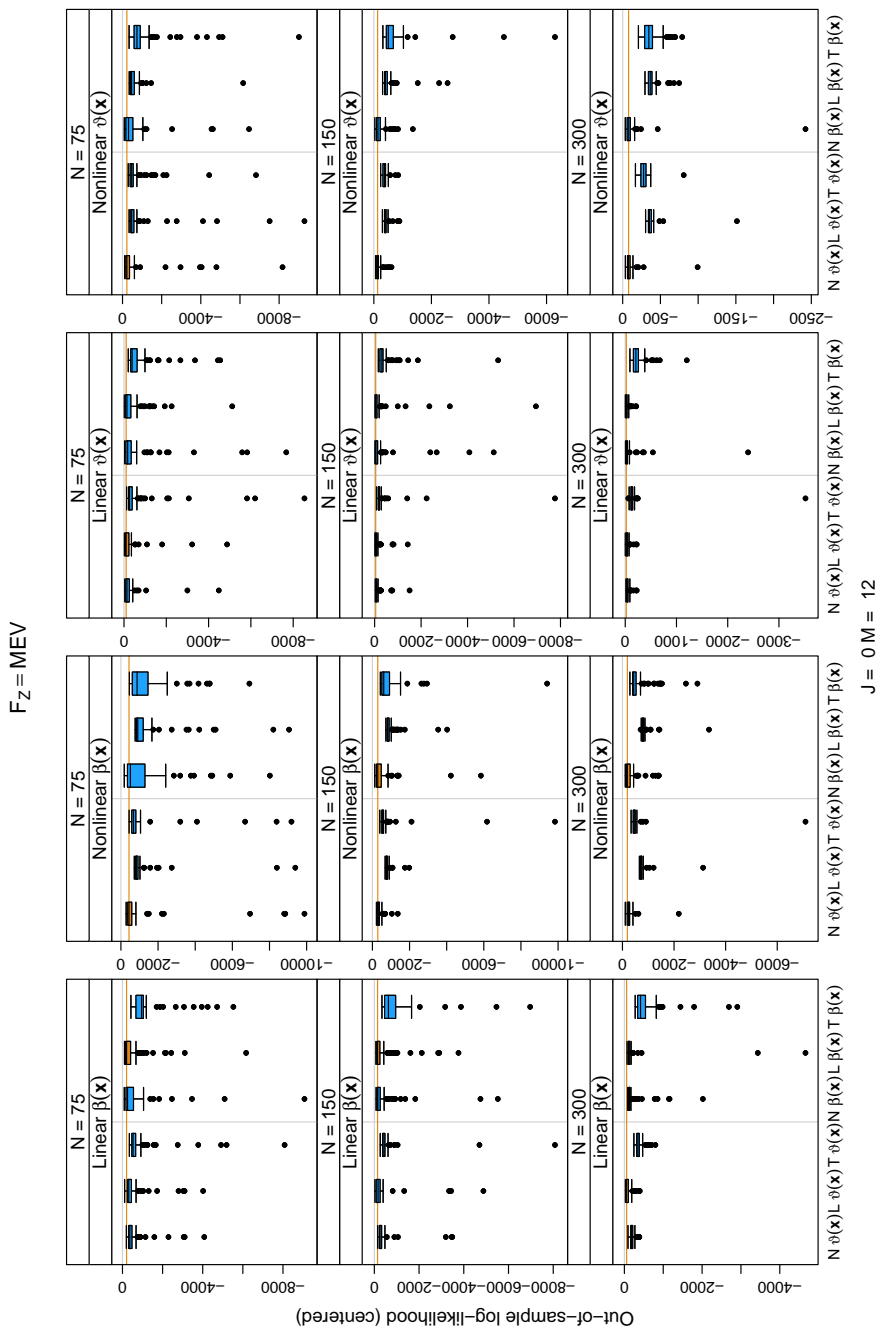 F_Z = MEV
Out−of−sample log−likelihood (centered)
N = 75
Linear β(x)
0
−4000
−8000
N = 75
Nonlinear β(x)
0
−2000
−6000
−10000
N = 75
Linear ϑ(x)
0
−4000
−8000
N = 75
Nonlinear ϑ(x)
0
−4000
−8000
N = 150
Linear β(x)
0
−2000
−4000
−6000
−8000
N = 150
Nonlinear β(x)
0
−2000
−6000
−10000
N = 150
Linear ϑ(x)
0
−2000
−4000
−6000
−8000
N = 150
Nonlinear ϑ(x)
0
−2000
−4000
−6000
N = 300
Linear β(x)
0
−2000
−4000
N = 300
Nonlinear β(x)
0
−2000
−4000
−6000
N = 300
Linear ϑ(x)
0
−1000
−2000
−3000
N = 300
Nonlinear ϑ(x)
0
−500
−1500
−2500
N ϑ(x) L ϑ(x) T ϑ(x) N β(x) L β(x) T β(x)
N ϑ(x) L ϑ(x) T ϑ(x) N β(x) L β(x) T β(x)
N ϑ(x) L ϑ(x) T ϑ(x) N β(x) L β(x) T β(x)
N ϑ(x) L ϑ(x) T ϑ(x) N β(x) L β(x) T β(x)
J = 0 M = 12